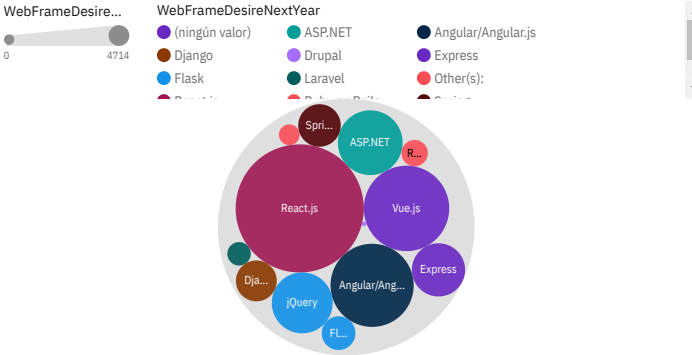 WebFrameDesire...
0 4714
WebFrameDesireNextYear
(ningún valor) ASP.NET Angular/Angular.js
Django Drupal Express
Flask Laravel Other(s):
Spri...
ASP.NET
R...
React.js
Vue.js
Express
Dja...
Angular/Ang...
jQuery
Fl...